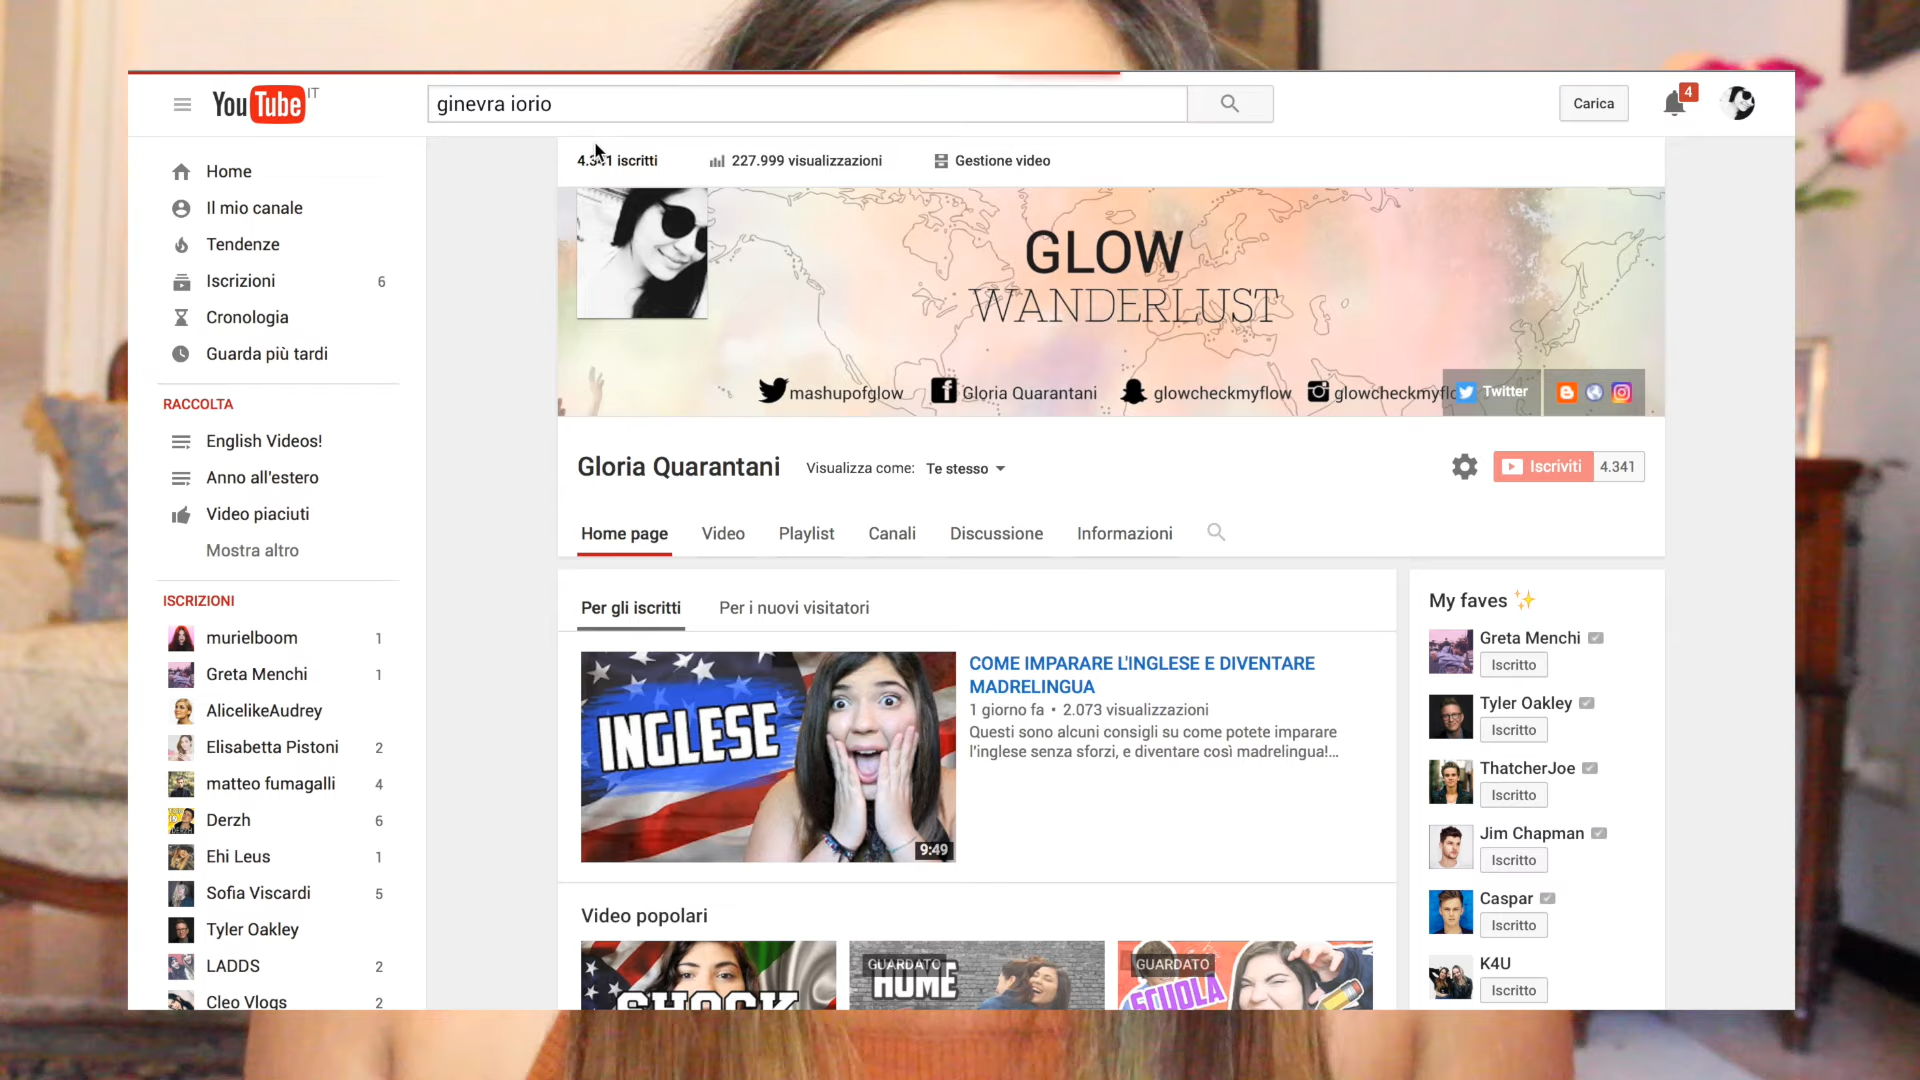 YouTube IT
ginevra iorio
Carica
4
Home
Il mio canale
Tendenze
Iscrizioni 6
Cronologia
Guarda più tardi
RACCOLTA
English Videos!
Anno all'estero
Video piaciuti
Mostra altro
ISCRIZIONI
murielboom 1
Greta Menchi 1
AlicelikeAudrey
Elisabetta Pistoni 2
matteo fumagalli 4
Derzh 6
Ehi Leus 1
Sofia Viscardi 5
Tyler Oakley
LADDS 2
Cleo Vlogs 2
iscritti
227.999 visualizzazioni
Gestione video
GLOW
WANDERLUST
mashupofglow
Gloria Quarantani
glowcheckmyflow
glowcheckmyflo
Twitter
Gloria Quarantani
Visualizza come: Te stesso
Iscriviti 4.341
Home page
Video
Playlist
Canali
Discussione
Informazioni
Per gli iscritti
Per i nuovi visitatori
INGLESE
9:49
COME IMPARARE L'INGLESE E DIVENTARE
MADRELINGUA
1 giorno fa • 2.073 visualizzazioni
Questi sono alcuni consigli su come potete imparare
l'inglese senza sforzi, e diventare così madrelingua!...
Video popolari
SHOCK
GUARDATO
HOME
GUARDATO
SCUOLA
My faves ✨
Greta Menchi
Iscritto
Tyler Oakley
Iscritto
ThatcherJoe
Iscritto
Jim Chapman
Iscritto
Caspar
Iscritto
K4U
Iscritto